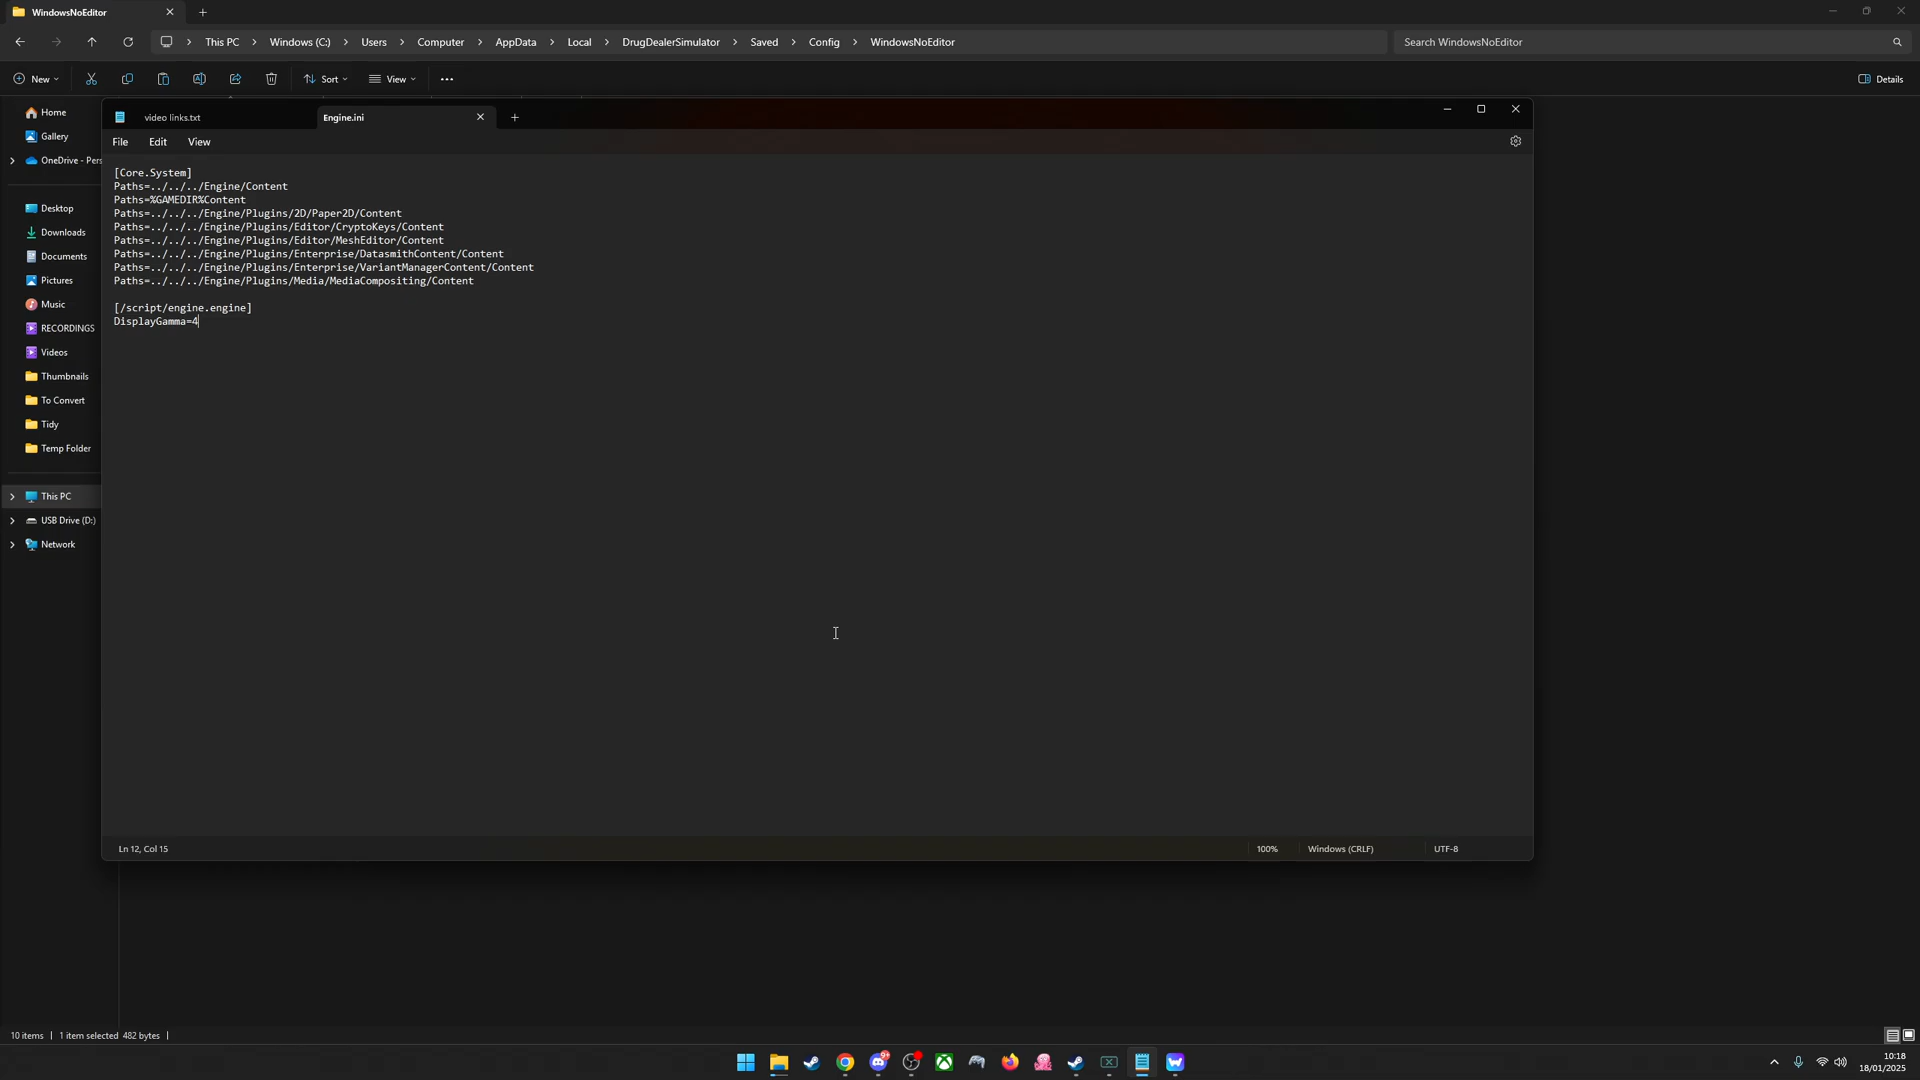 WindowsNoEditor
This PC > Windows (C:) > Users > Computer > AppData > Local > DrugDealerSimulator > Saved > Config > WindowsNoEditor
Search WindowsNoEditor
New
Sort
View
Details
Home
Gallery
OneDrive - Pers
Desktop
Downloads
Documents
Pictures
Music
RECORDINGS
Videos
Thumbnails
To Convert
Tidy
Temp Folder
This PC
USB Drive (D:)
Network
video links.txt
Engine.ini
File
Edit
View
[Core.System]
Paths=../../../Engine/Content
Paths=%GAMEDIR%Content
Paths=../../../Engine/Plugins/2D/Paper2D/Content
Paths=../../../Engine/Plugins/Editor/CryptoKeys/Content
Paths=../../../Engine/Plugins/Editor/MeshEditor/Content
Paths=../../../Engine/Plugins/Enterprise/DatasmithContent/Content
Paths=../../../Engine/Plugins/Enterprise/VariantManagerContent/Content
Paths=../../../Engine/Plugins/Media/MediaCompositing/Content
[/script/engine.engine]
DisplayGamma=4
Ln 12, Col 15
100%
Windows (CRLF)
UTF-8
10 items
1 item selected 482 bytes
9+
10:18
18/01/2025